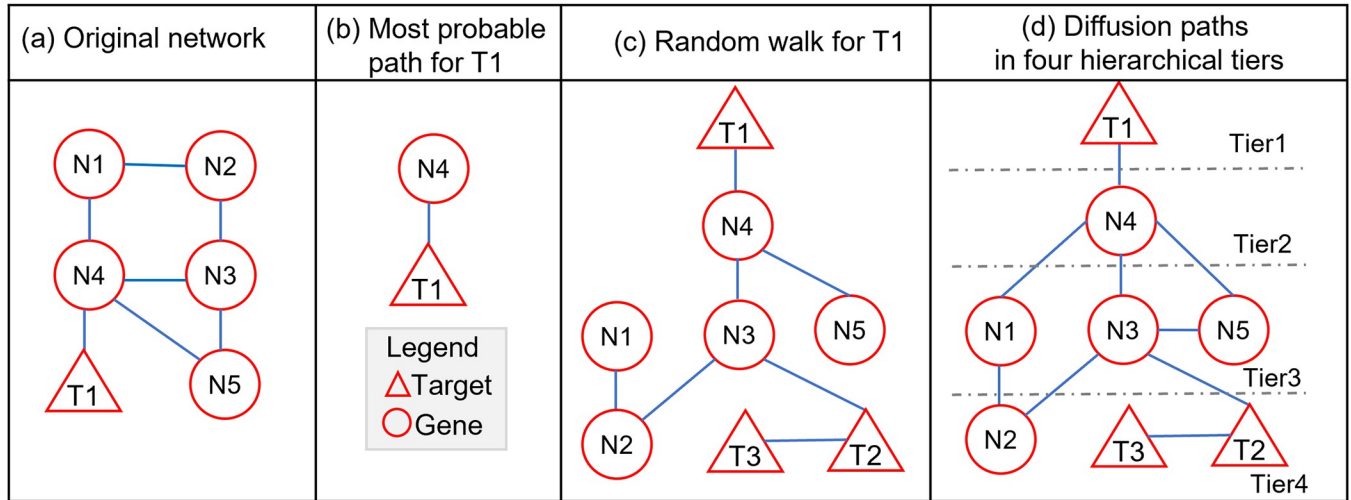 (a) Original network
(b) Most probable
path for T1
(c) Random walk for T1
(d) Diffusion paths
in four hierarchical tiers
N1
N2
N4
N3
T1
N5
N4
T1
Legend
Target
Gene
T1
N4
N1
N3
N5
N2
T3
T2
T1
Tier1
N4
Tier2
N1
N3
N5
Tier3
N2
T3
T2
Tier4